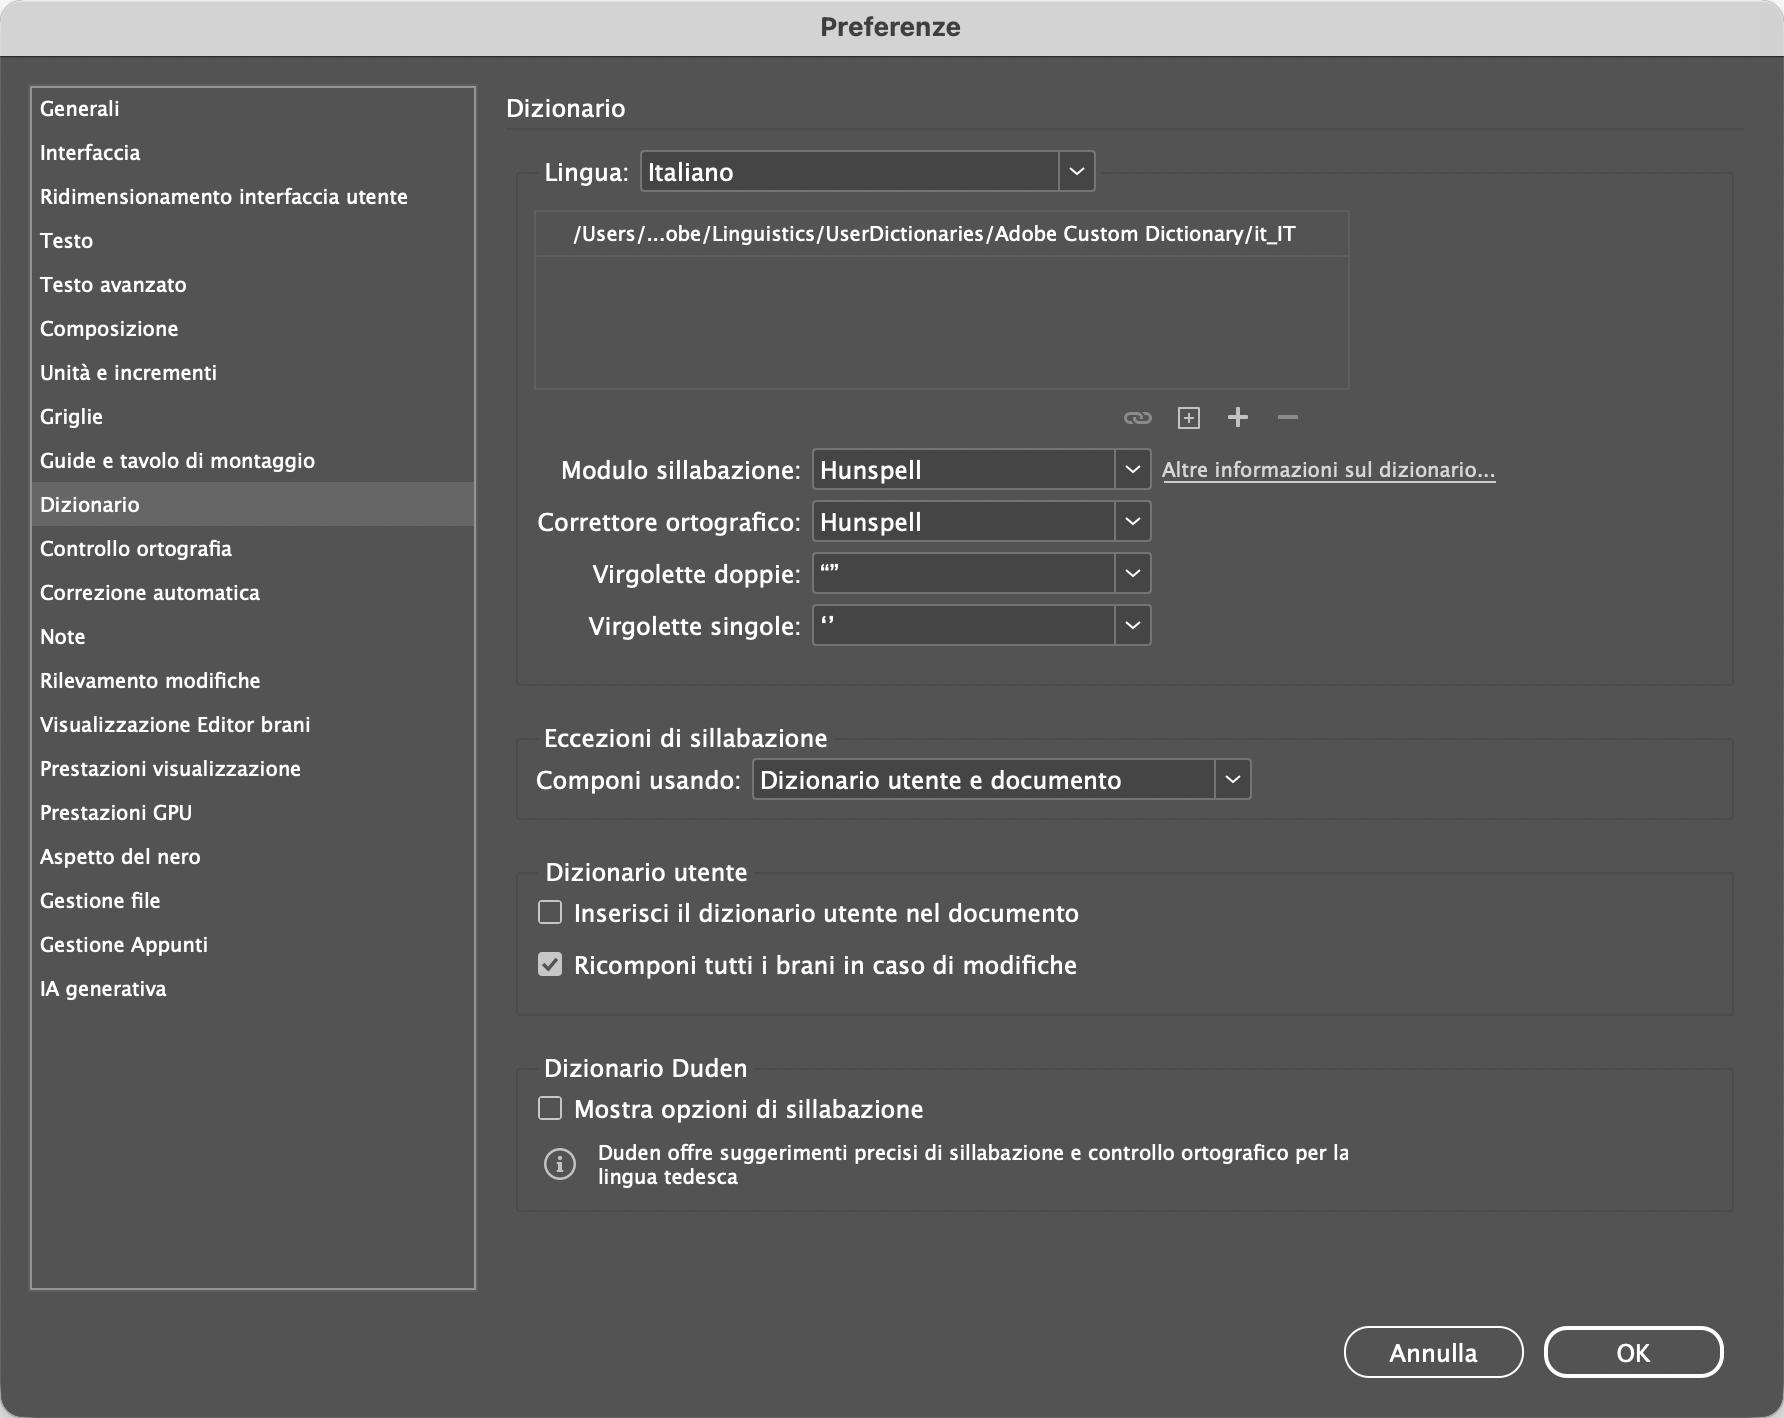 Preferenze
Generali
Interfaccia
Ridimensionamento interfaccia utente
Testo
Testo avanzato
Composizione
Unità e incrementi
Griglie
Guide e tavolo di montaggio
Dizionario
Controllo ortografia
Correzione automatica
Note
Rilevamento modifiche
Visualizzazione Editor brani
Prestazioni visualizzazione
Prestazioni GPU
Aspetto del nero
Gestione file
Gestione Appunti
IA generativa
Dizionario
Lingua: Italiano
/Users/...obe/Linguistics/UserDictionaries/Adobe Custom Dictionary/it_IT
Modulo sillabazione: Hunspell Altre informazioni sul dizionario...
Correttore ortografico: Hunspell
Virgolette doppie: “”
Virgolette singole: ‘’
Eccezioni di sillabazione
Componi usando: Dizionario utente e documento
Dizionario utente
Inserisci il dizionario utente nel documento
Ricomponi tutti i brani in caso di modifiche
Dizionario Duden
Mostra opzioni di sillabazione
Duden offre suggerimenti precisi di sillabazione e controllo ortografico per la
lingua tedesca
Annulla OK